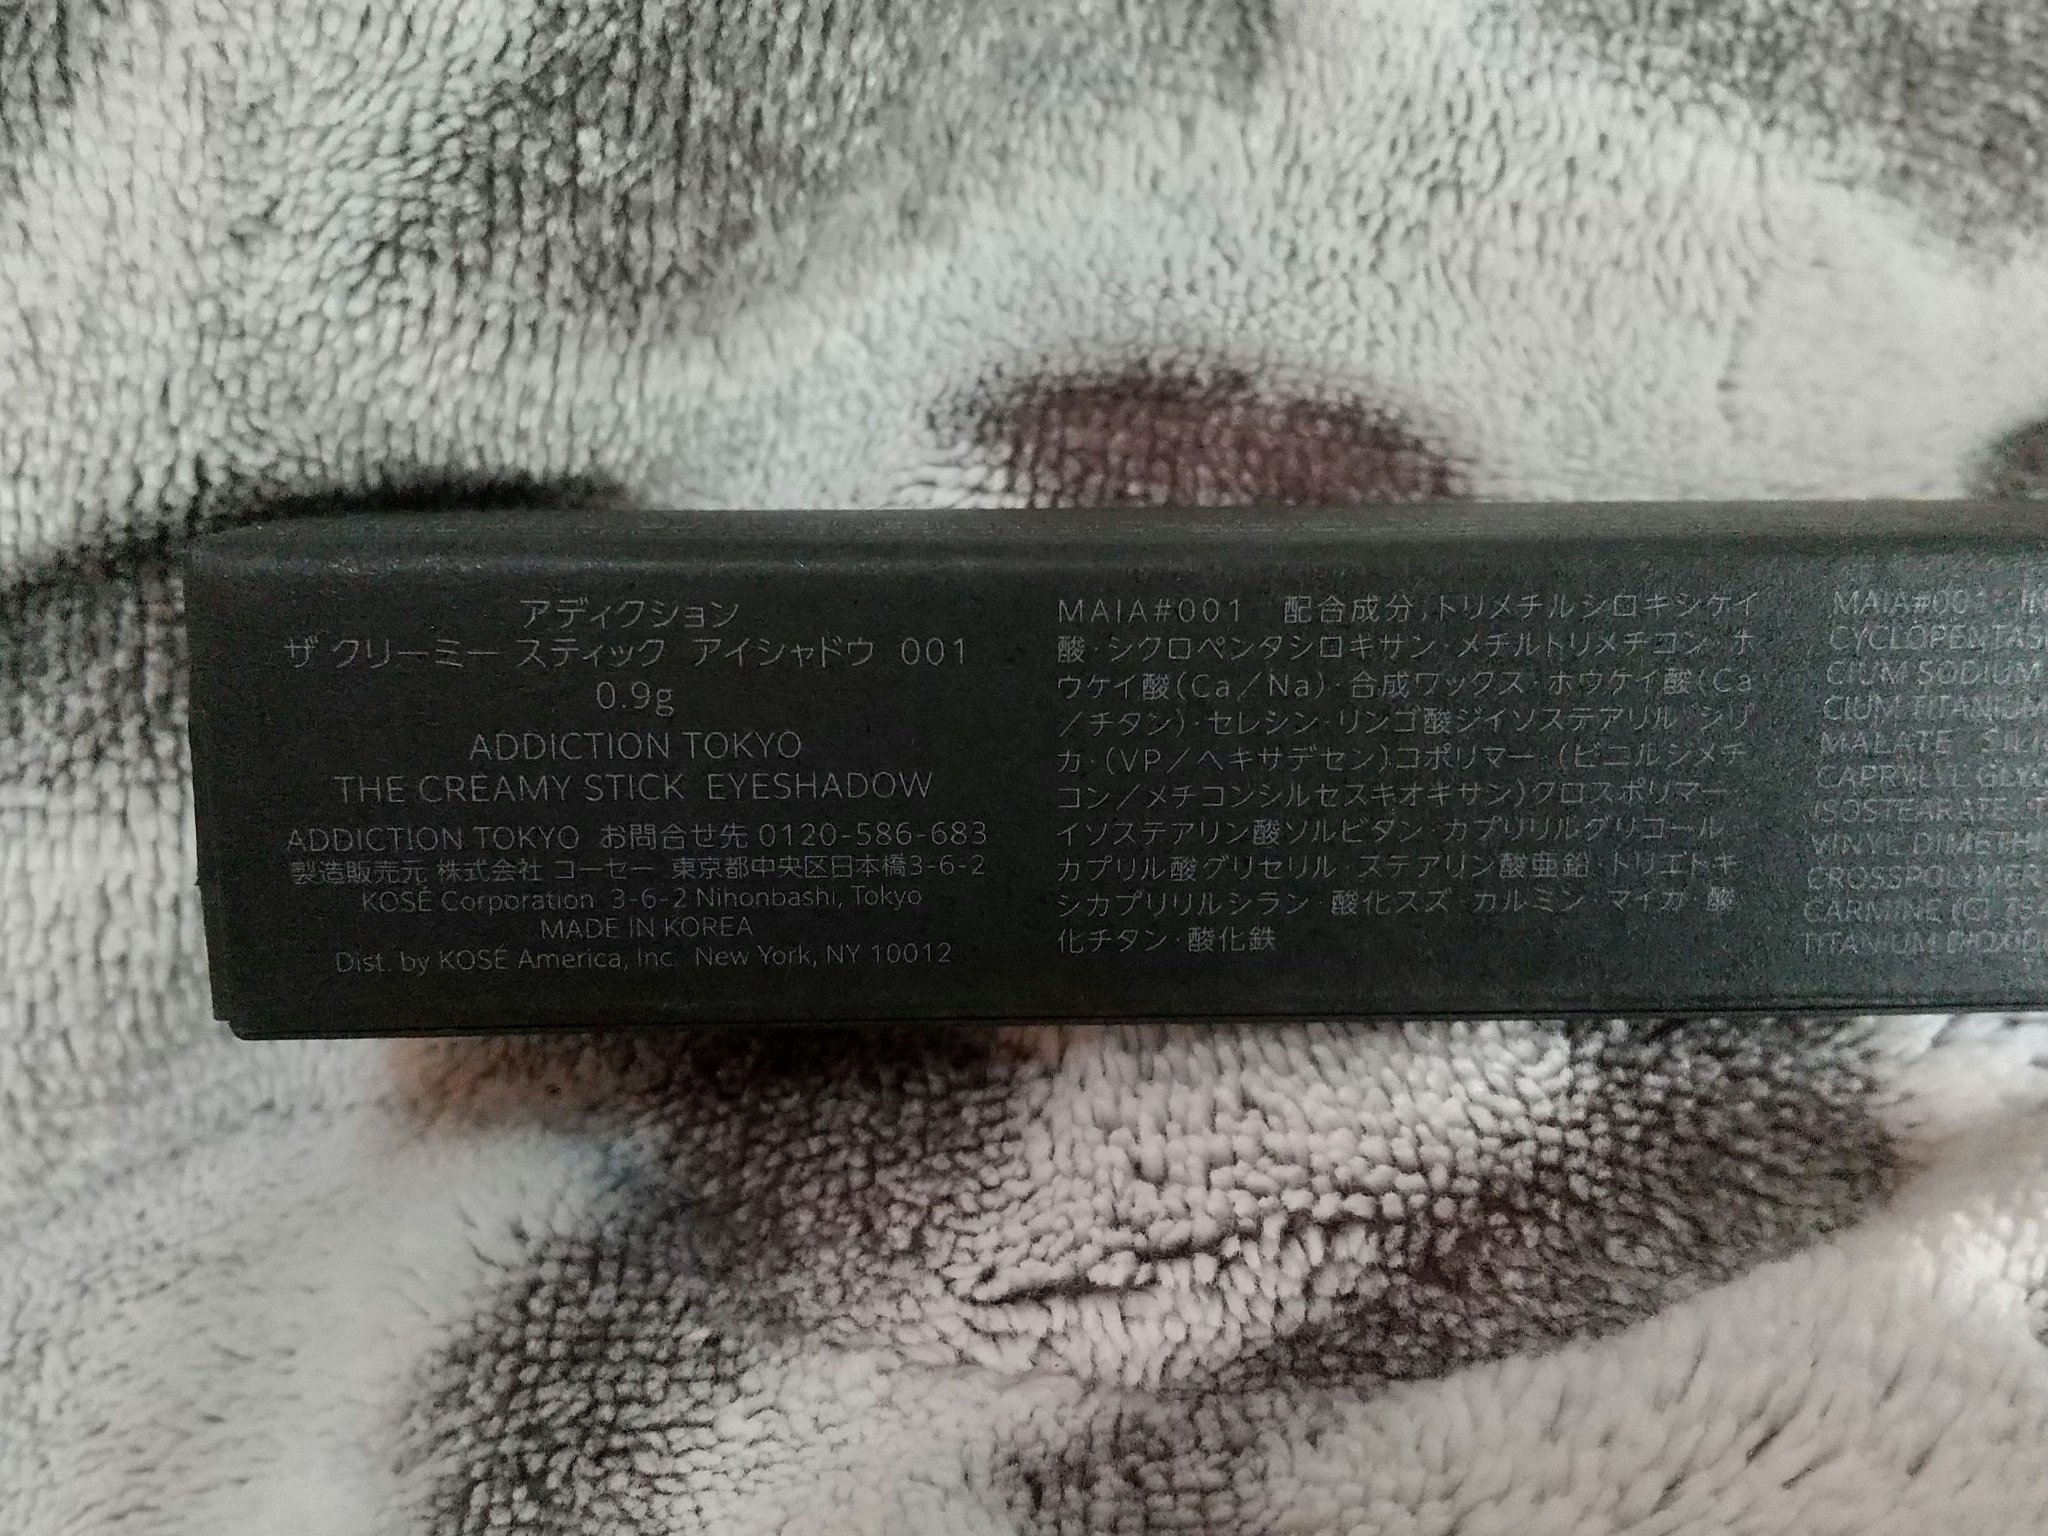 アディクション
ザ クリーミー スティック アイシャドウ 001
0.9g
ADDICTION TOKYO
THE CREAMY STICK EYESHADOW
ADDICTION TOKYO お問合せ先 0120-586-683
製造販売元 株式会社 コーセー 東京都中央区日本橋3-6-2
KOSÉ Corporation 3-6-2 Nihonbashi, Tokyo
MADE IN KOREA
Dist. by KOSÉ America, Inc. New York, NY 10012
MAIA#001 配合成分;トリメチルシロキシケイ
酸・シクロペンタシロキサン・メチルトリメチコン・ホ
ウケイ酸(Ca/Na)・合成ワックス・ホウケイ酸(Ca
/チタン)・セレシン・リンゴ酸ジイソステアリル・シリ
カ・(VP/ヘキサデセン)コポリマー・(ビニルジメチ
コン/メチコンシルセスキオキサン)クロスポリマー・
イソステアリン酸ソルビタン・カプリリルグリコール・
カプリル酸グリセリル・ステアリン酸亜鉛・トリエトキ
シカプリリルシラン・酸化スズ・カルミン・マイカ・酸
化チタン・酸化鉄
MAIA#001
CYCLOPENTASI
CIUM SODIUM
CIUM TITANIUM
MALATE
CAPRYLYL GLYC
ISOSTEARATE
VINYL DIMETH
CROSSPOLYMER
CARMINE (CI 754
TITANIUM DIOXID